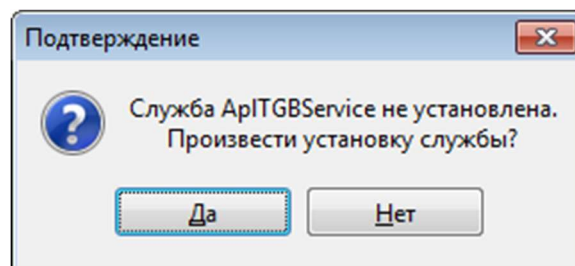 Подтверждение
Служба ApITGBService не установлена.
Произвести установку службы?
Да
Нет